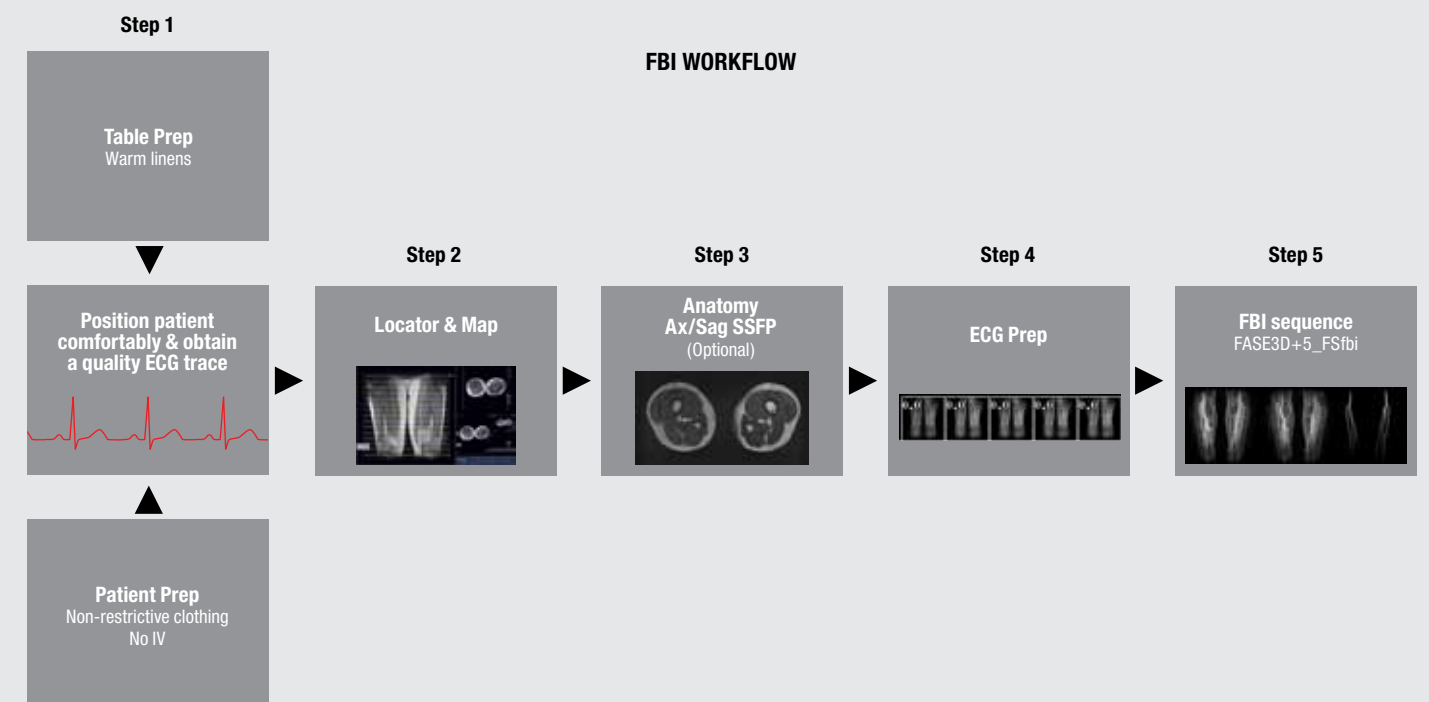 Step 1
FBI WORKFLOW
Table Prep
Warm linens
Position patient
comfortably & obtain
a quality ECG trace
Patient Prep
Non-restrictive clothing
No IV
Step 2
Locator & Map
Step 3
Anatomy
Ax/Sag SSFP
(Optional)
Step 4
ECG Prep
Step 5
FBI sequence
FASE3D+5_FSfbi